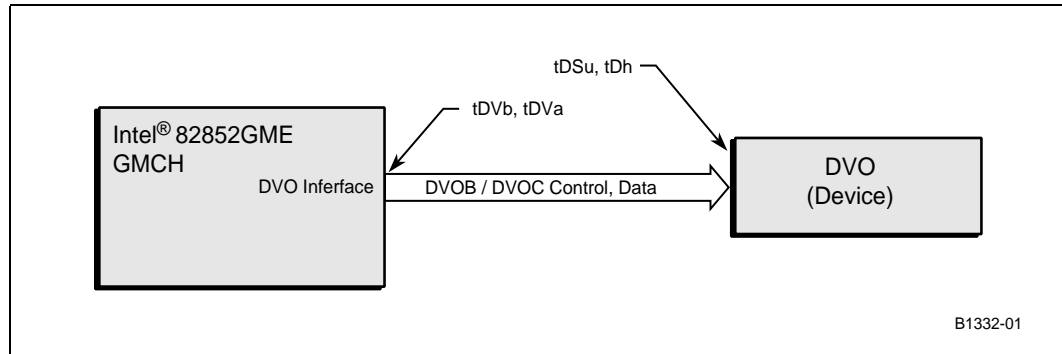 tDSu, tDh
tDVb, tDVa
Intel® 82852GME
GMCH
DVO Inferface
DVOB / DVOC Control, Data
DVO
(Device)
B1332-01